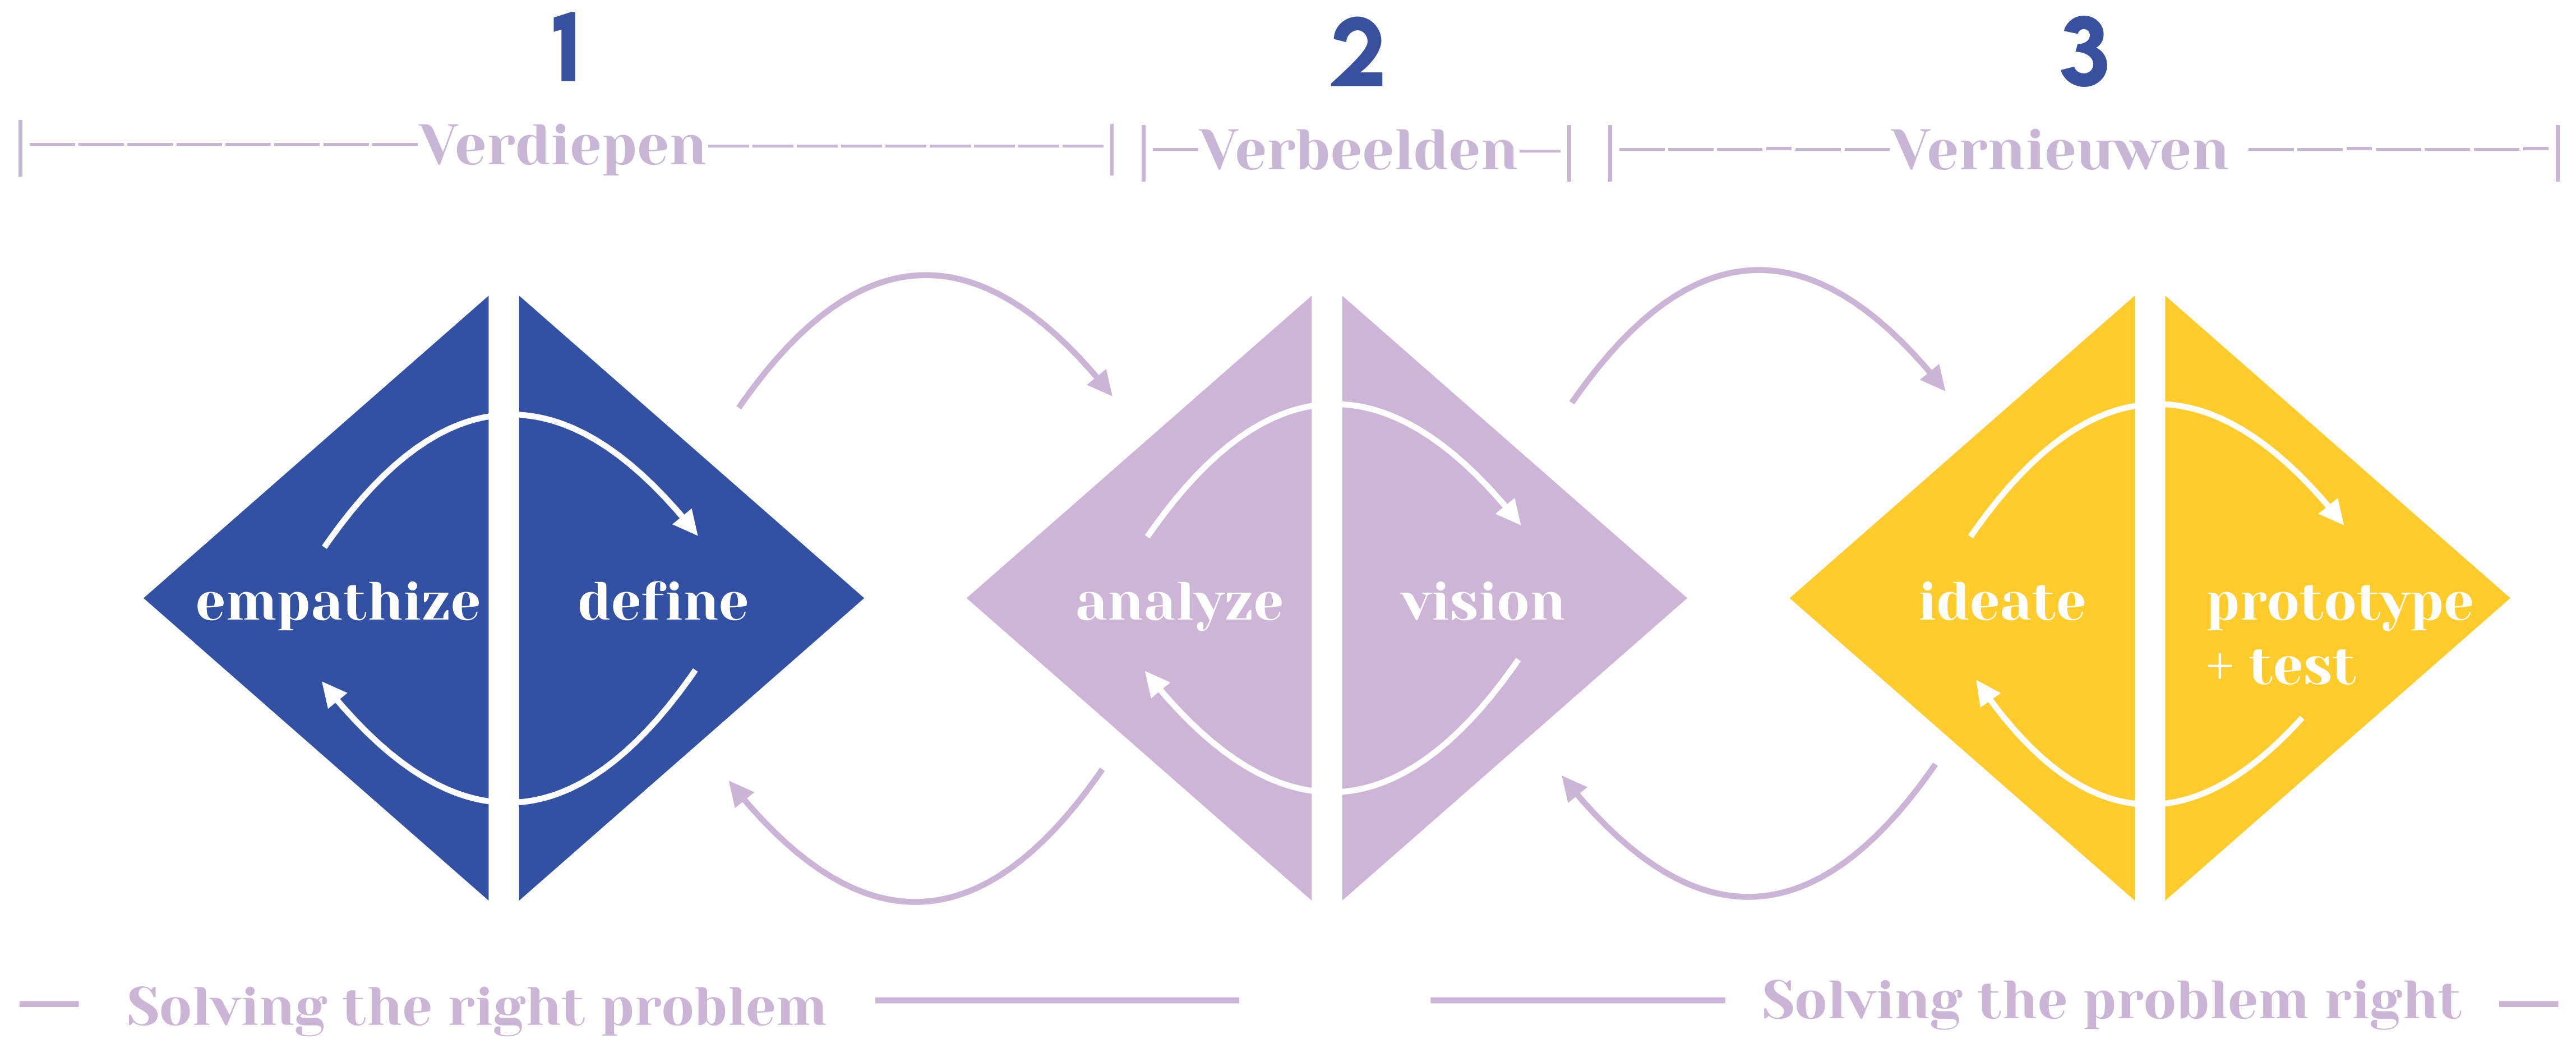 1
2
3
Verdiepen
Verbeelden
Vernieuwen
empathize
define
analyze
vision
ideate
prototype
+ test
Solving the right problem
Solving the problem right